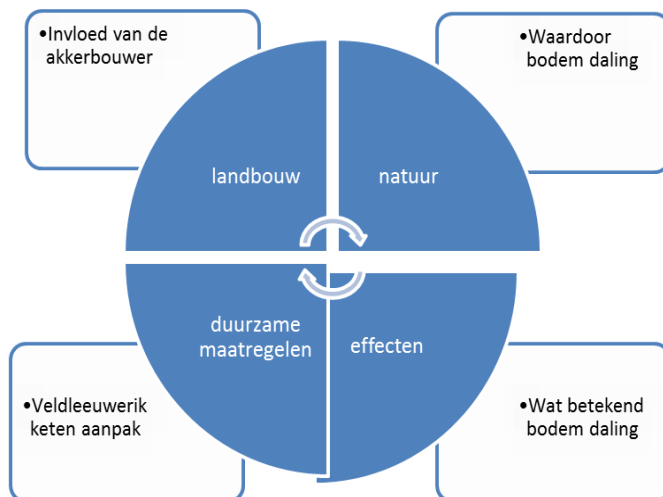 •Invloed van de
akkerbouwer
•Waardoor
bodem daling
landbouw
natuur
duurzame
maatregelen
effecten
•Veldleeuwerik
keten aanpak
•Wat betekend
bodem daling